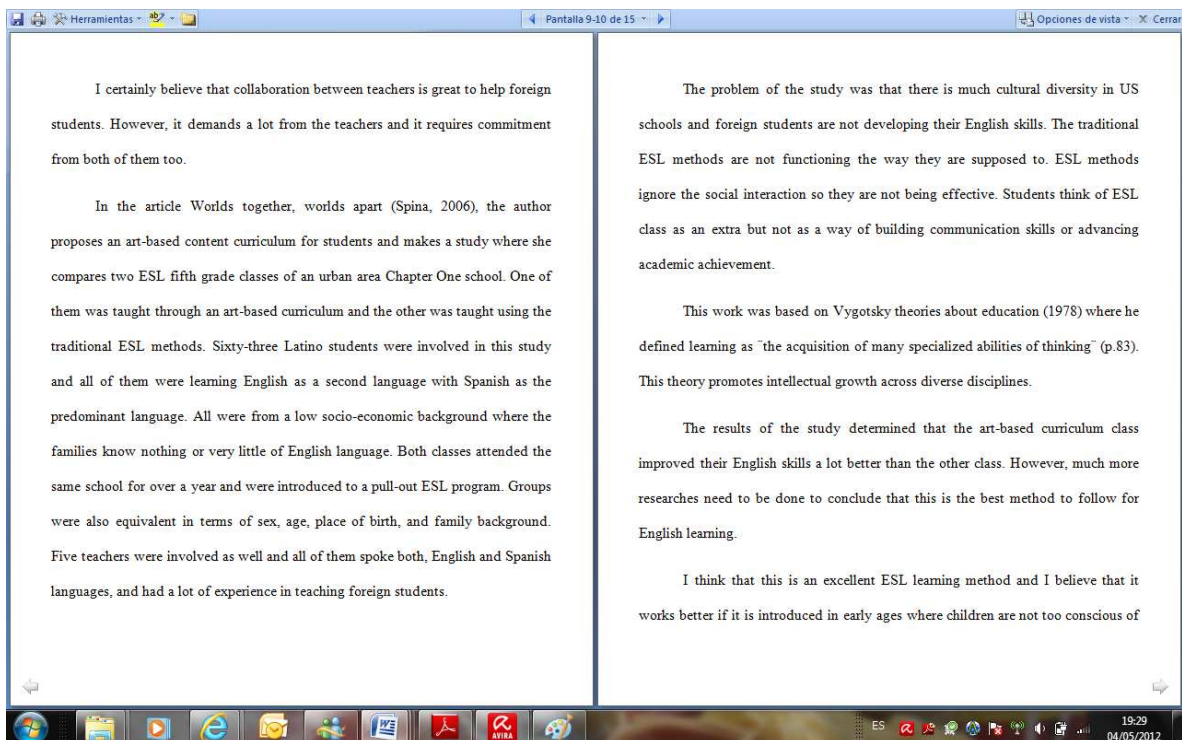 Herramientas
Pantalla 9-10 de 15
Opciones de vista
Cerrar
I certainly believe that collaboration between teachers is great to help foreign
students. However, it demands a lot from the teachers and it requires commitment
from both of them too.
In the article Worlds together, worlds apart (Spina, 2006), the author
proposes an art-based content curriculum for students and makes a study where she
compares two ESL fifth grade classes of an urban area Chapter One school. One of
them was taught through an art-based curriculum and the other was taught using the
traditional ESL methods. Sixty-three Latino students were involved in this study
and all of them were learning English as a second language with Spanish as the
predominant language. All were from a low socio-economic background where the
families know nothing or very little of English language. Both classes attended the
same school for over a year and were introduced to a pull-out ESL program. Groups
were also equivalent in terms of sex, age, place of birth, and family background.
Five teachers were involved as well and all of them spoke both, English and Spanish
languages, and had a lot of experience in teaching foreign students.
The problem of the study was that there is much cultural diversity in US
schools and foreign students are not developing their English skills. The traditional
ESL methods are not functioning the way they are supposed to. ESL methods
ignore the social interaction so they are not being effective. Students think of ESL
class as an extra but not as a way of building communication skills or advancing
academic achievement.
This work was based on Vygotsky theories about education (1978) where he
defined learning as ¨the acquisition of many specialized abilities of thinking¨ (p.83).
This theory promotes intellectual growth across diverse disciplines.
The results of the study determined that the art-based curriculum class
improved their English skills a lot better than the other class. However, much more
researches need to be done to conclude that this is the best method to follow for
English learning.
I think that this is an excellent ESL learning method and I believe that it
works better if it is introduced in early ages where children are not too conscious of
AVIRA
ES
19:29
04/05/2012